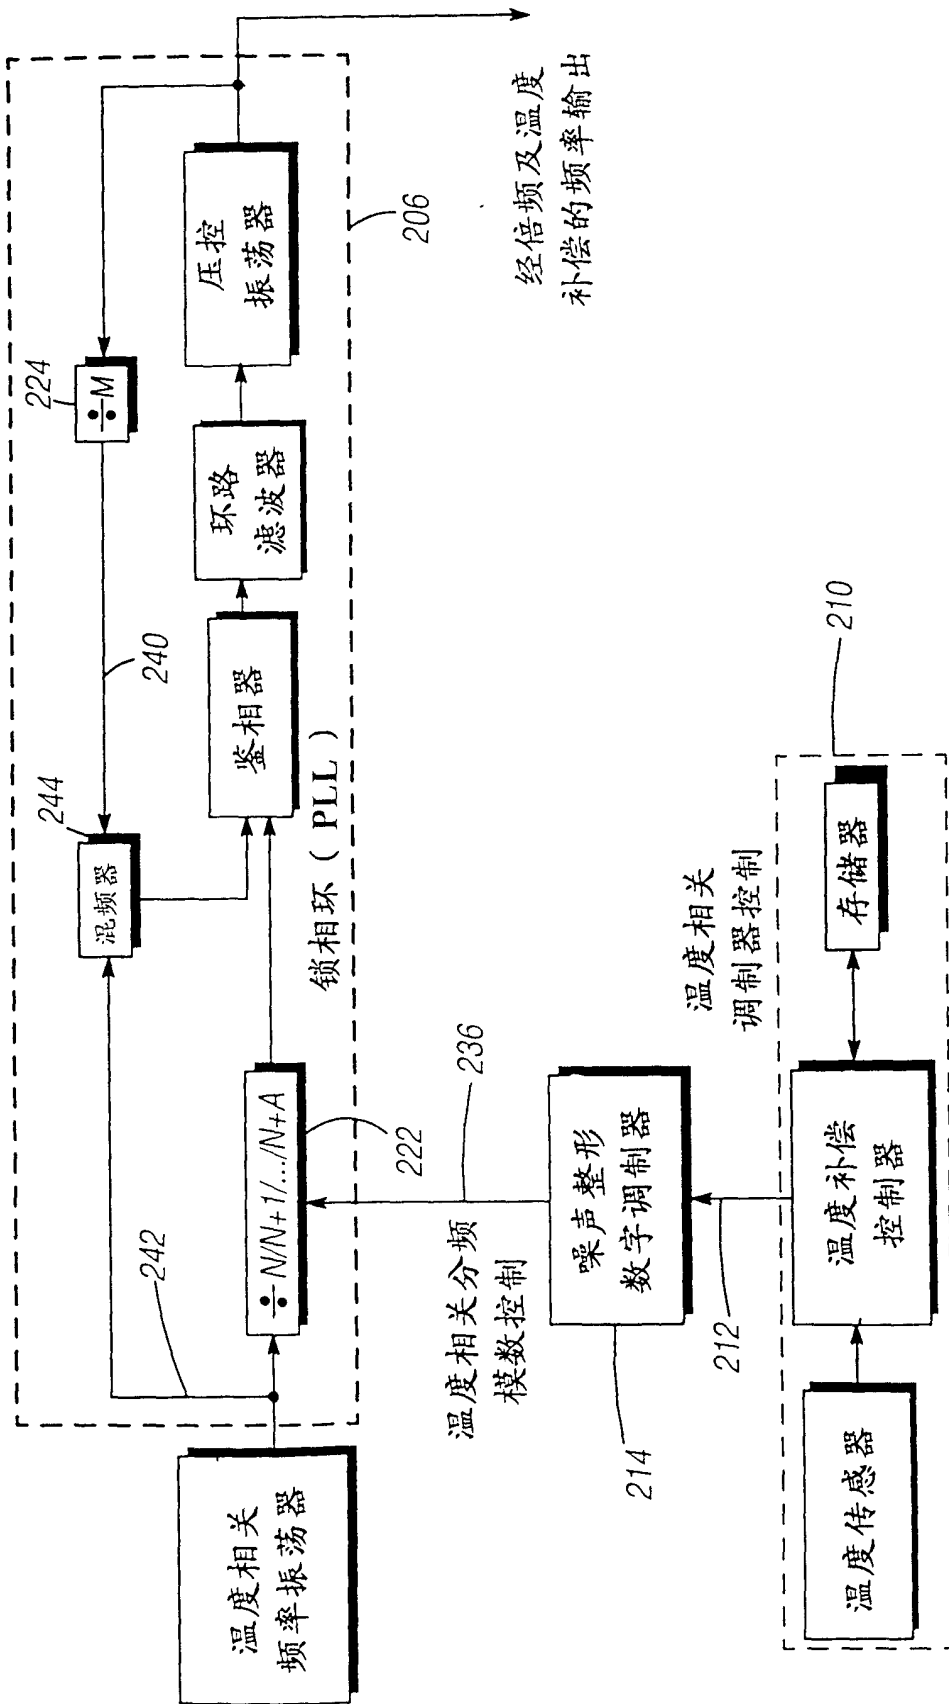 224
÷M
240
244
混频器
242
压控
振荡器
环路
滤波器
鉴相器
÷N/N+1/.../N+A
222
206
锁相环（PLL）
温度相关
频率振荡器
经倍频及温度
补偿的频率输出
236
温度相关分频
模数控制
噪声整形
数字调制器
214
212
温度相关
调制器控制
210
存储器
温度补偿
控制器
温度传感器